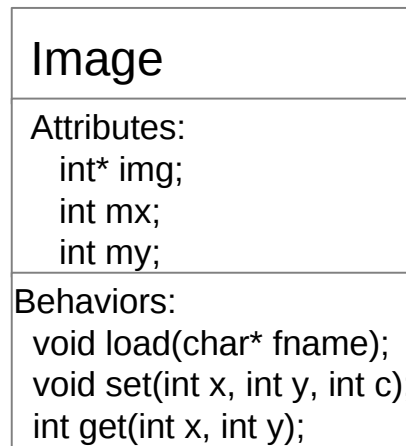 Image
Attributes:
int* img;
int mx;
int my;
Behaviors:
void load(char* fname);
void set(int x, int y, int c)
int get(int x, int y);